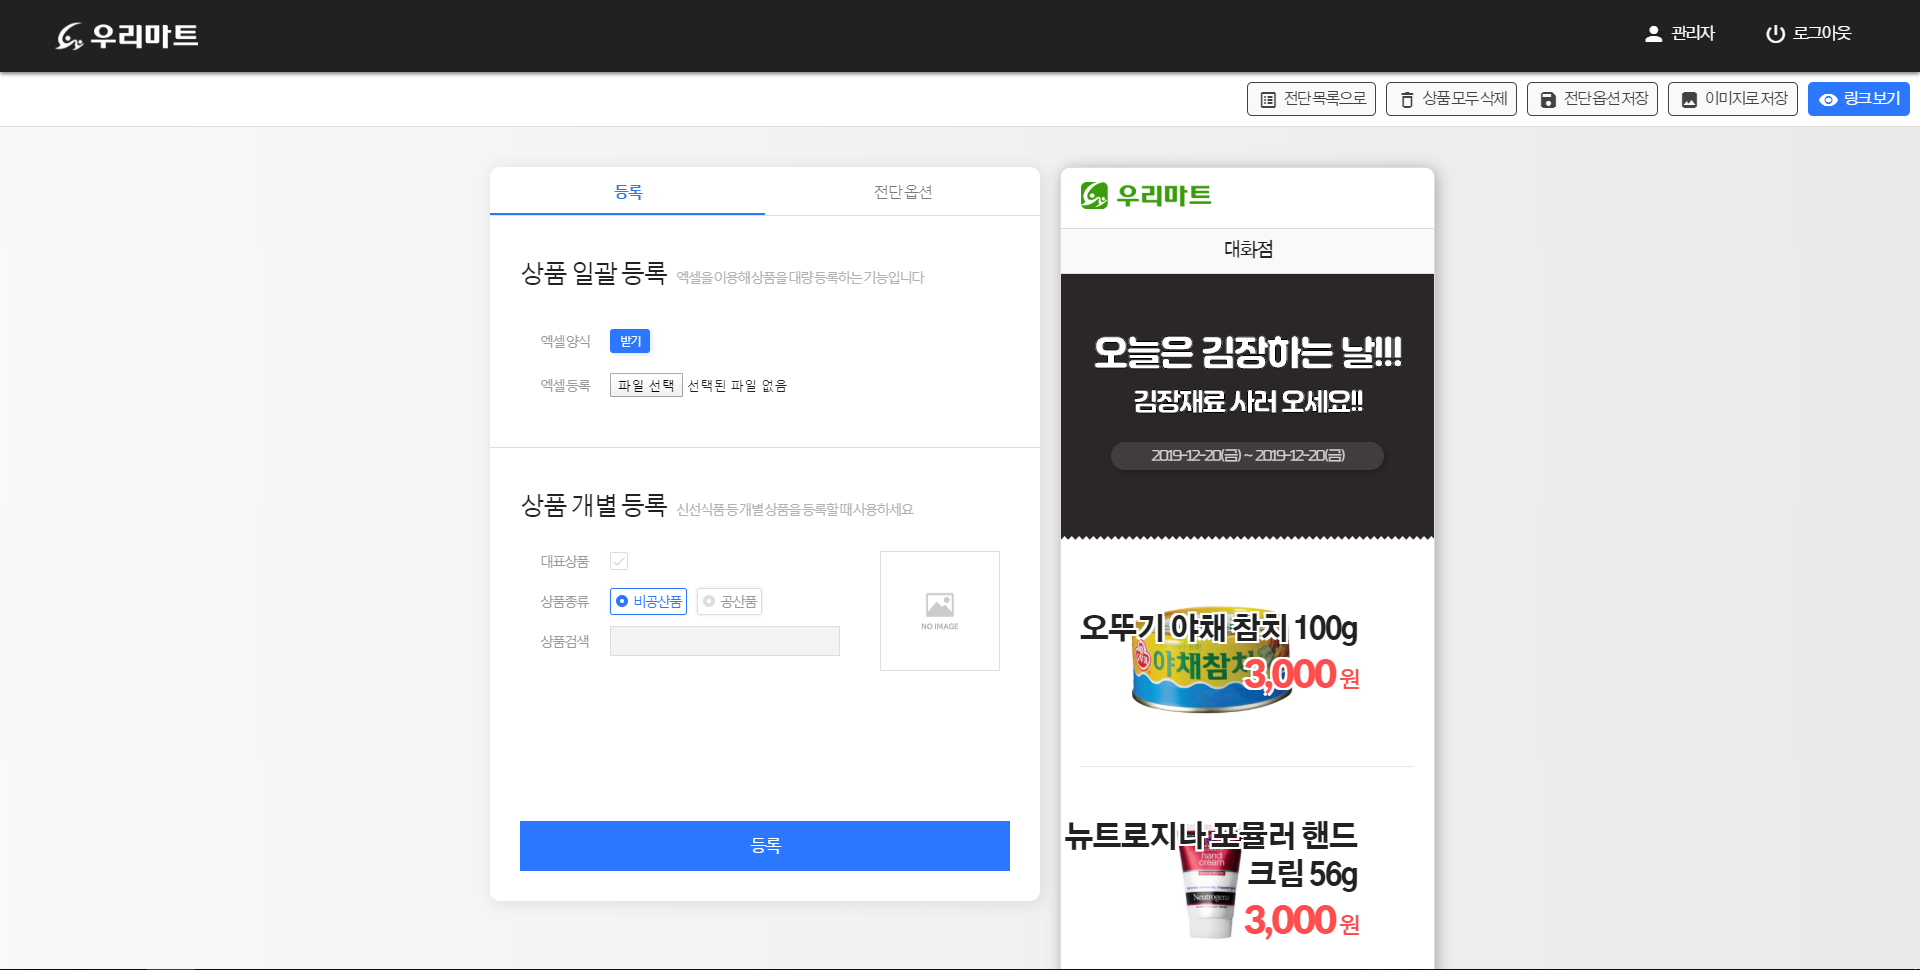 우리마트
관리자
로그아웃
전단 목록으로
상품 모두 삭제
전단 옵션 저장
이미지로 저장
링크 보기
등록
전단 옵션
상품 일괄 등록
엑셀을 이용해 상품을 대량 등록하는 기능입니다
엑셀 양식
받기
엑셀 등록
파일 선택 선택된 파일 없음
상품 개별 등록
신선식품 등 개별 상품을 등록할 때 사용하세요
대표상품
상품종류
비공산품
공산품
상품검색
NO IMAGE
등록
우리마트
대화점
오늘은 김장하는 날!!!
김장재료 사러 오세요!!
2019-12-20(금) ~ 2019-12-20(금)
오뚜기 야채 참치 100g
야채참치
3,000 원
뉴트로지나 포뮬러 핸드
크림 56g
hand
cream
Neutrogena
3,000 원